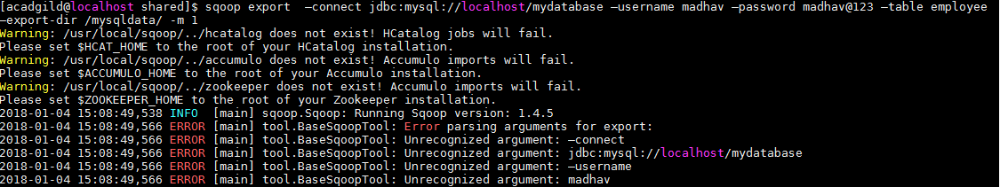 [acadgild@localhost shared]$ sqoop export  –connect jdbc:mysql://localhost/mydatabase –username madhav –password madhav@123 –table employee
–export-dir /mysqldata/ -m 1
Warning: /usr/local/sqoop/../hcatalog does not exist! HCatalog jobs will fail.
Please set $HCAT_HOME to the root of your HCatalog installation.
Warning: /usr/local/sqoop/../accumulo does not exist! Accumulo imports will fail.
Please set $ACCUMULO_HOME to the root of your Accumulo installation.
Warning: /usr/local/sqoop/../zookeeper does not exist! Accumulo imports will fail.
Please set $ZOOKEEPER_HOME to the root of your Zookeeper installation.
2018-01-04 15:08:49,538 INFO  [main] sqoop.Sqoop: Running Sqoop version: 1.4.5
2018-01-04 15:08:49,566 ERROR [main] tool.BaseSqoopTool: Error parsing arguments for export:
2018-01-04 15:08:49,566 ERROR [main] tool.BaseSqoopTool: Unrecognized argument: –connect
2018-01-04 15:08:49,566 ERROR [main] tool.BaseSqoopTool: Unrecognized argument: jdbc:mysql://localhost/mydatabase
2018-01-04 15:08:49,566 ERROR [main] tool.BaseSqoopTool: Unrecognized argument: –username
2018-01-04 15:08:49,566 ERROR [main] tool.BaseSqoopTool: Unrecognized argument: madhav